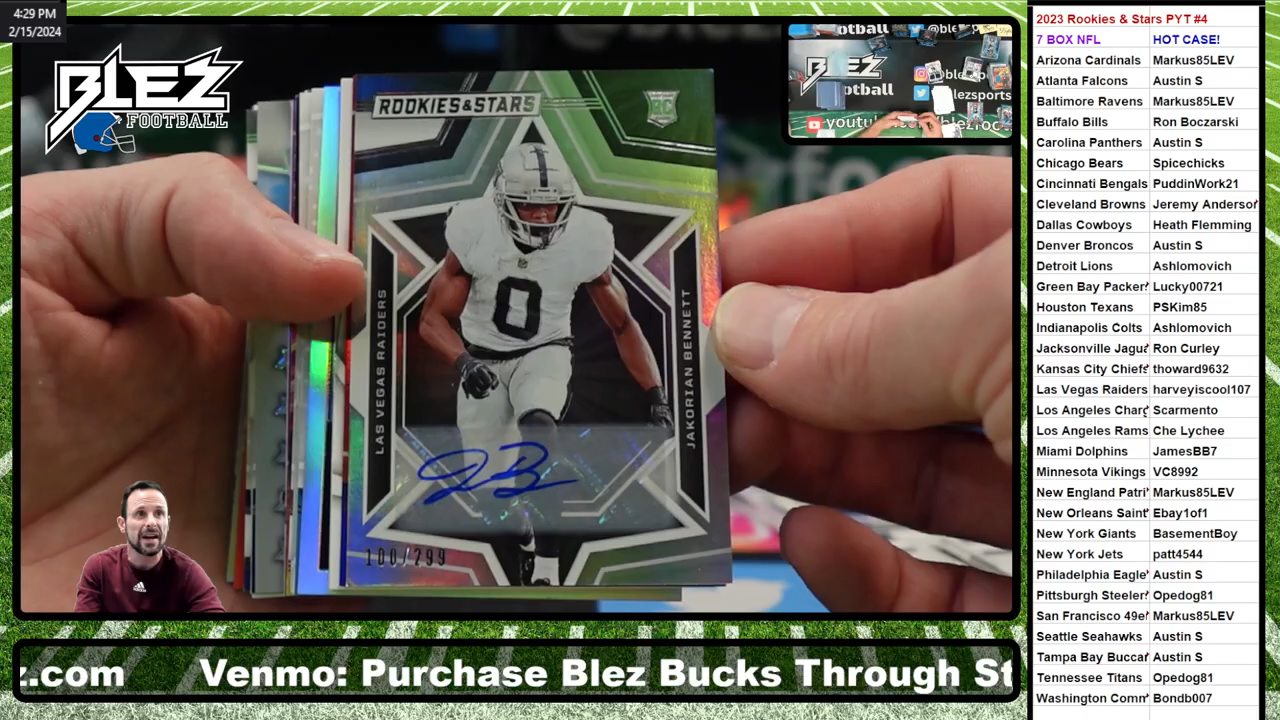 4:29 PM
2/15/2024
BLEZ
FOOTBALL
ROOKIES & STARS
RC
LAS VEGAS RAIDERS
JAKORIAN BENNETT
0
JB
100/299
BLEZ
youtu
z.com Venmo: Purchase Blez Bucks Through St
2023 Rookies & Stars PYT #4
7 BOX NFL HOT CASE!
Arizona Cardinals Markus85LEV
Atlanta Falcons Austin S
Baltimore Ravens Markus85LEV
Buffalo Bills Ron Boczarski
Carolina Panthers Austin S
Chicago Bears Spicechicks
Cincinnati Bengals PuddinWork21
Cleveland Browns Jeremy Anderson
Dallas Cowboys Heath Flemming
Denver Broncos Austin S
Detroit Lions Ashlomovich
Green Bay Packer Lucky00721
Houston Texans PSKim85
Indianapolis Colts Ashlomovich
Jacksonville Jagua Ron Curley
Kansas City Chiefs thoward9632
Las Vegas Raiders harveyiscool107
Los Angeles Charg Scarmento
Los Angeles Rams Che Lychee
Miami Dolphins JamesBB7
Minnesota Vikings VC8992
New England Patri Markus85LEV
New Orleans Saint Ebay1of1
New York Giants BasementBoy
New York Jets patt4544
Philadelphia Eagle Austin S
Pittsburgh Steeler Opedog81
San Francisco 49e Markus85LEV
Seattle Seahawks Austin S
Tampa Bay Buccan Austin S
Tennessee Titans Opedog81
Washington Comm Bondb007